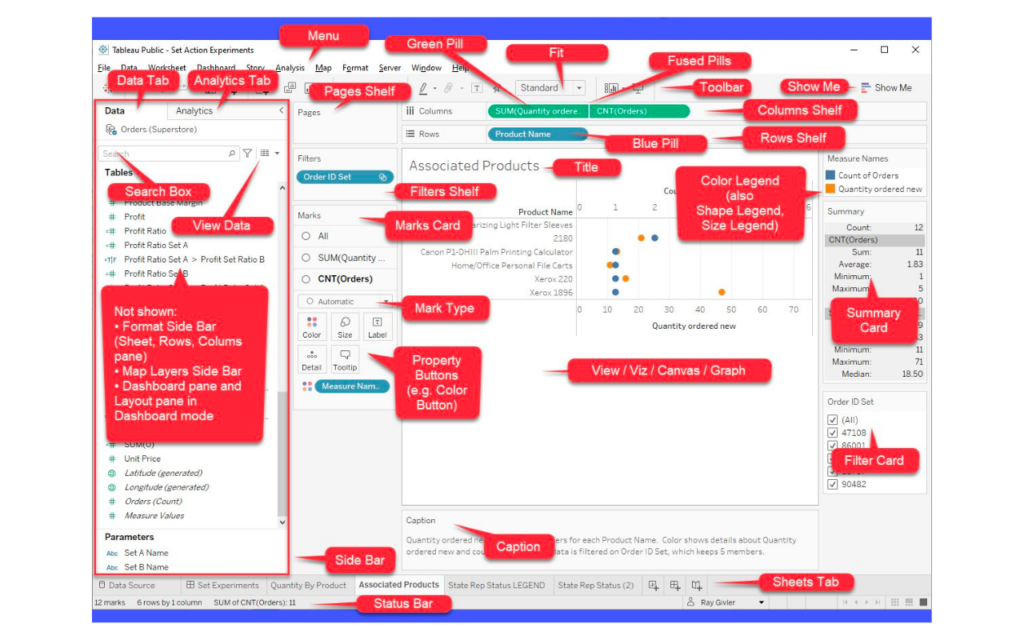 Tableau Public - Set Action Experiments
Menu
File Data Worksheet Dashboard Story Analysis Map Format Server Window Help
Green Pill
Fit
Fused Pills
Data Tab
Analytics Tab
Pages Shelf
Standard
Toolbar
Show Me
Show Me
Data
Analytics
Orders (Superstore)
Search
Search Box
View Data
Tables
Product Base Margin
Profit
Profit Ratio
Profit Ratio Set A
Profit Ratio Set A > Profit Set Ratio B
Profit Ratio Set B
Not shown:
• Format Side Bar
(Sheet, Rows, Colums
pane)
• Map Layers Side Bar
• Dashboard pane and
Layout pane in
Dashboard mode
SUM(0)
Unit Price
Latitude (generated)
Longitude (generated)
Orders (Count)
Measure Values
Parameters
Set A Name
Set B Name
Side Bar
Pages
Filters
Order ID Set
Filters Shelf
Marks
Marks Card
All
SUM(Quantity ...
CNT(Orders)
Automatic
Mark Type
Color
Size
Label
Detail
Tooltip
Property
Buttons
(e.g. Color
Button)
Measure Nam..
Columns
SUM(Quantity ordere..
CNT(Orders)
Columns Shelf
Rows
Product Name
Blue Pill
Rows Shelf
Associated Products
Title
Product Name
0 1 2 6
Color Legend
(also
Shape Legend,
Size Legend)
arizing Light Filter Sleeves
2180
Canon P1-DHIII Palm Printing Calculator
Home/Office Personal File Carts
Xerox 220
Xerox 1896
0 10 20 30 40 50 60 70
Quantity ordered new
View / Viz / Canvas / Graph
Measure Names
Count of Orders
Quantity ordered new
Summary
Count: 12
CNT(Orders)
Sum: 11
Average: 1.83
Minimum: 1
Maximum: 5
Summary
Card
Minimum: 11
Maximum: 71
Median: 18.50
Order ID Set
(All)
47108
86001
Filter Card
90482
Caption
Caption
Quantity ordered for each Product Name. Color shows details about Quantity
ordered new and data is filtered on Order ID Set, which keeps 5 members.
Data Source
Set Experiments
Quantity By Product
Associated Products
State Rep Status LEGEND
State Rep Status (2)
Sheets Tab
12 marks 6 rows by 1 column SUM of CNT(Orders): 11
Status Bar
Ray Givler